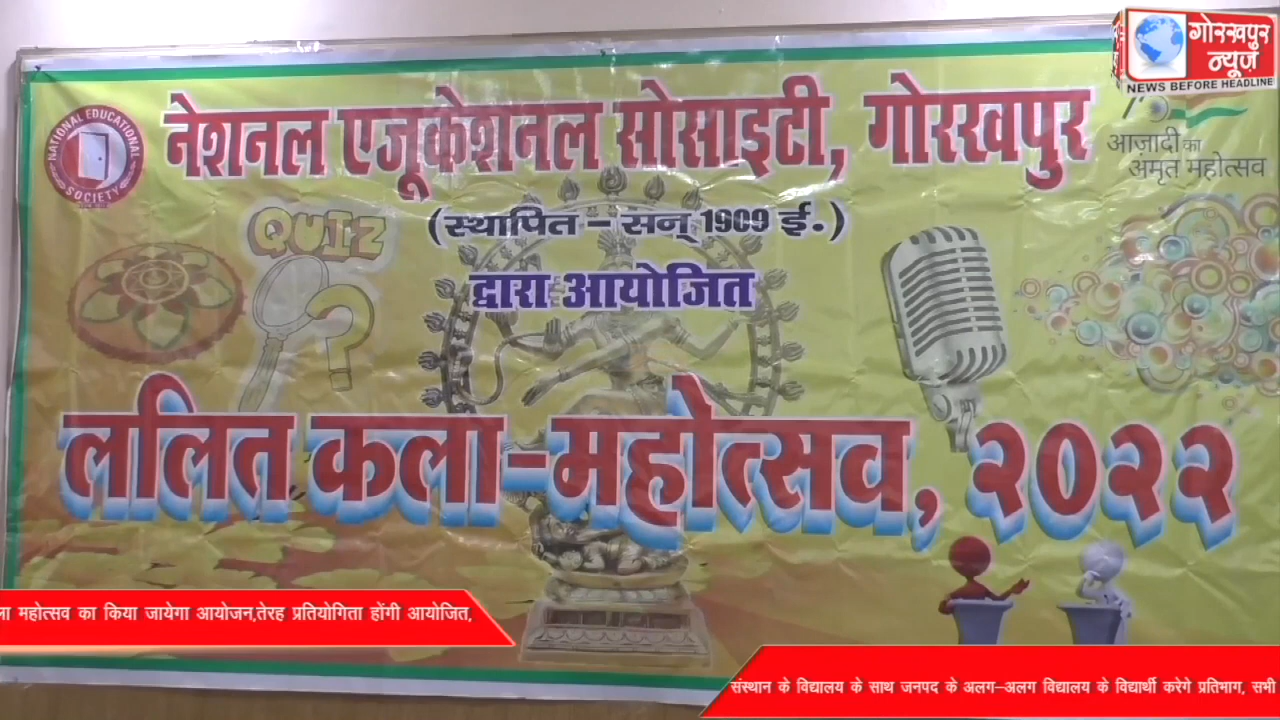 गोरखपुर
न्यूज़
NEWS BEFORE HEADLINE
NATIONAL EDUCATIONAL
SOCIETY
नेशनल एजूकेशनल सोसाइटी, गोरखपुर
आज़ादी का
अमृत महोत्सव
(स्थापित – सन् 1909 ई.)
QUIZ
द्वारा आयोजित
ललित कला-महोत्सव, २०२२
महोत्सव का किया जायेगा आयोजन,तेरह प्रतियोगिता होंगी आयोजित,
संस्थान के विद्यालय के साथ जनपद के अलग–अलग विद्यालय के विद्यार्थी करेगे प्रतिभाग, सभी